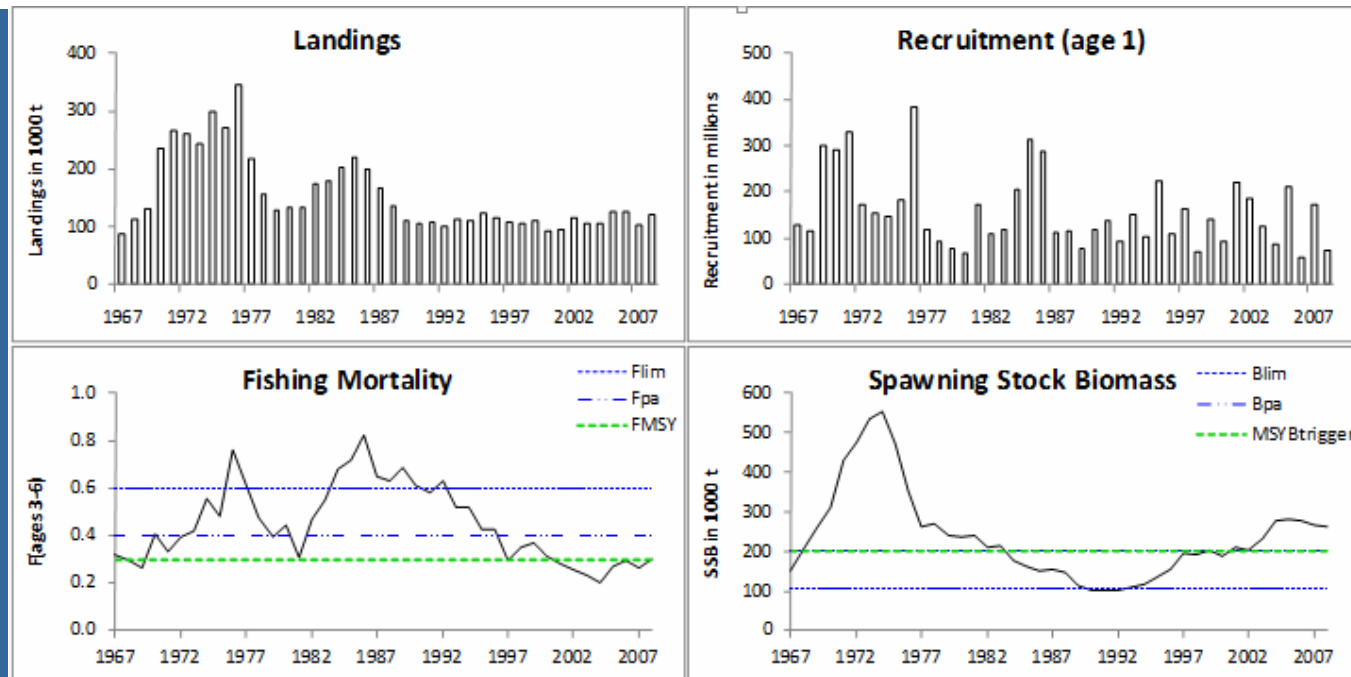 Landings
Landings in 1000 t
400
300
200
100
0
1967 1972 1977 1982 1987 1992 1997 2002 2007
Recruitment (age 1)
Recruitment in millions
500
400
300
200
100
0
1967 1972 1977 1982 1987 1992 1997 2002 2007
Fishing Mortality
Flim
Fpa
FMSY
F(ages 3-6)
1.0
0.8
0.6
0.4
0.2
0.0
1967 1972 1977 1982 1987 1992 1997 2002 2007
Spawning Stock Biomass
Blim
Bpa
MSYBtrigger
SSB in 1000 t
600
500
400
300
200
100
0
1967 1972 1977 1982 1987 1992 1997 2002 2007